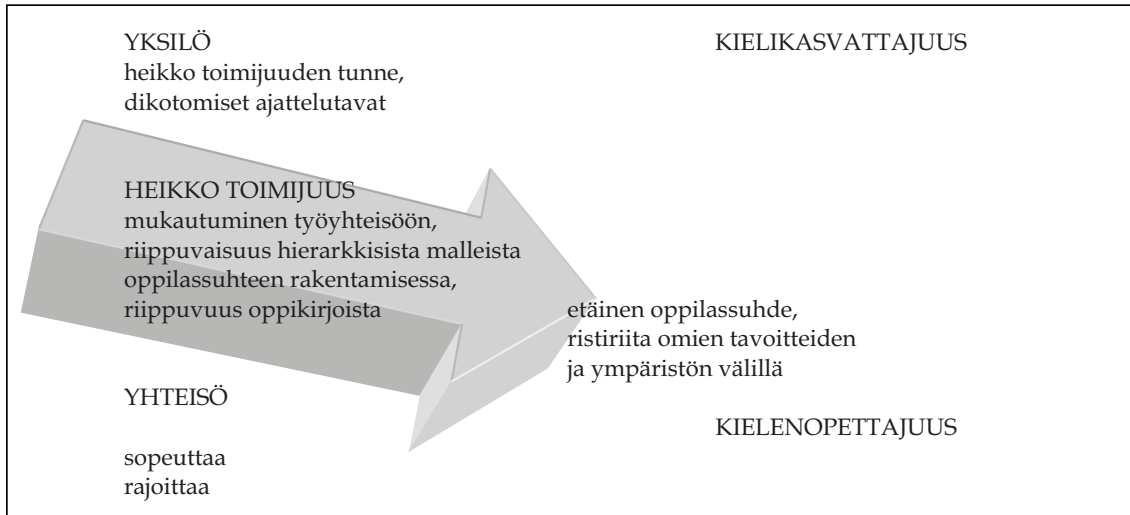 YKSILÖ
heikko toimijuuden tunne,
dikotomiset ajattelutavat
KIELIKASVATTAJUUS
HEIKKO TOIMIJUUS
mukautuminen työyhteisöön,
riippuvaisuus hierarkkisista malleista
oppilassuhteen rakentamisessa,
riippuvuus oppikirjoista
etäinen oppilassuhde,
ristiriita omien tavoitteiden
ja ympäristön välillä
YHTEISÖ
KIELENOPETTAJUUS
sopeuttaa
rajoittaa